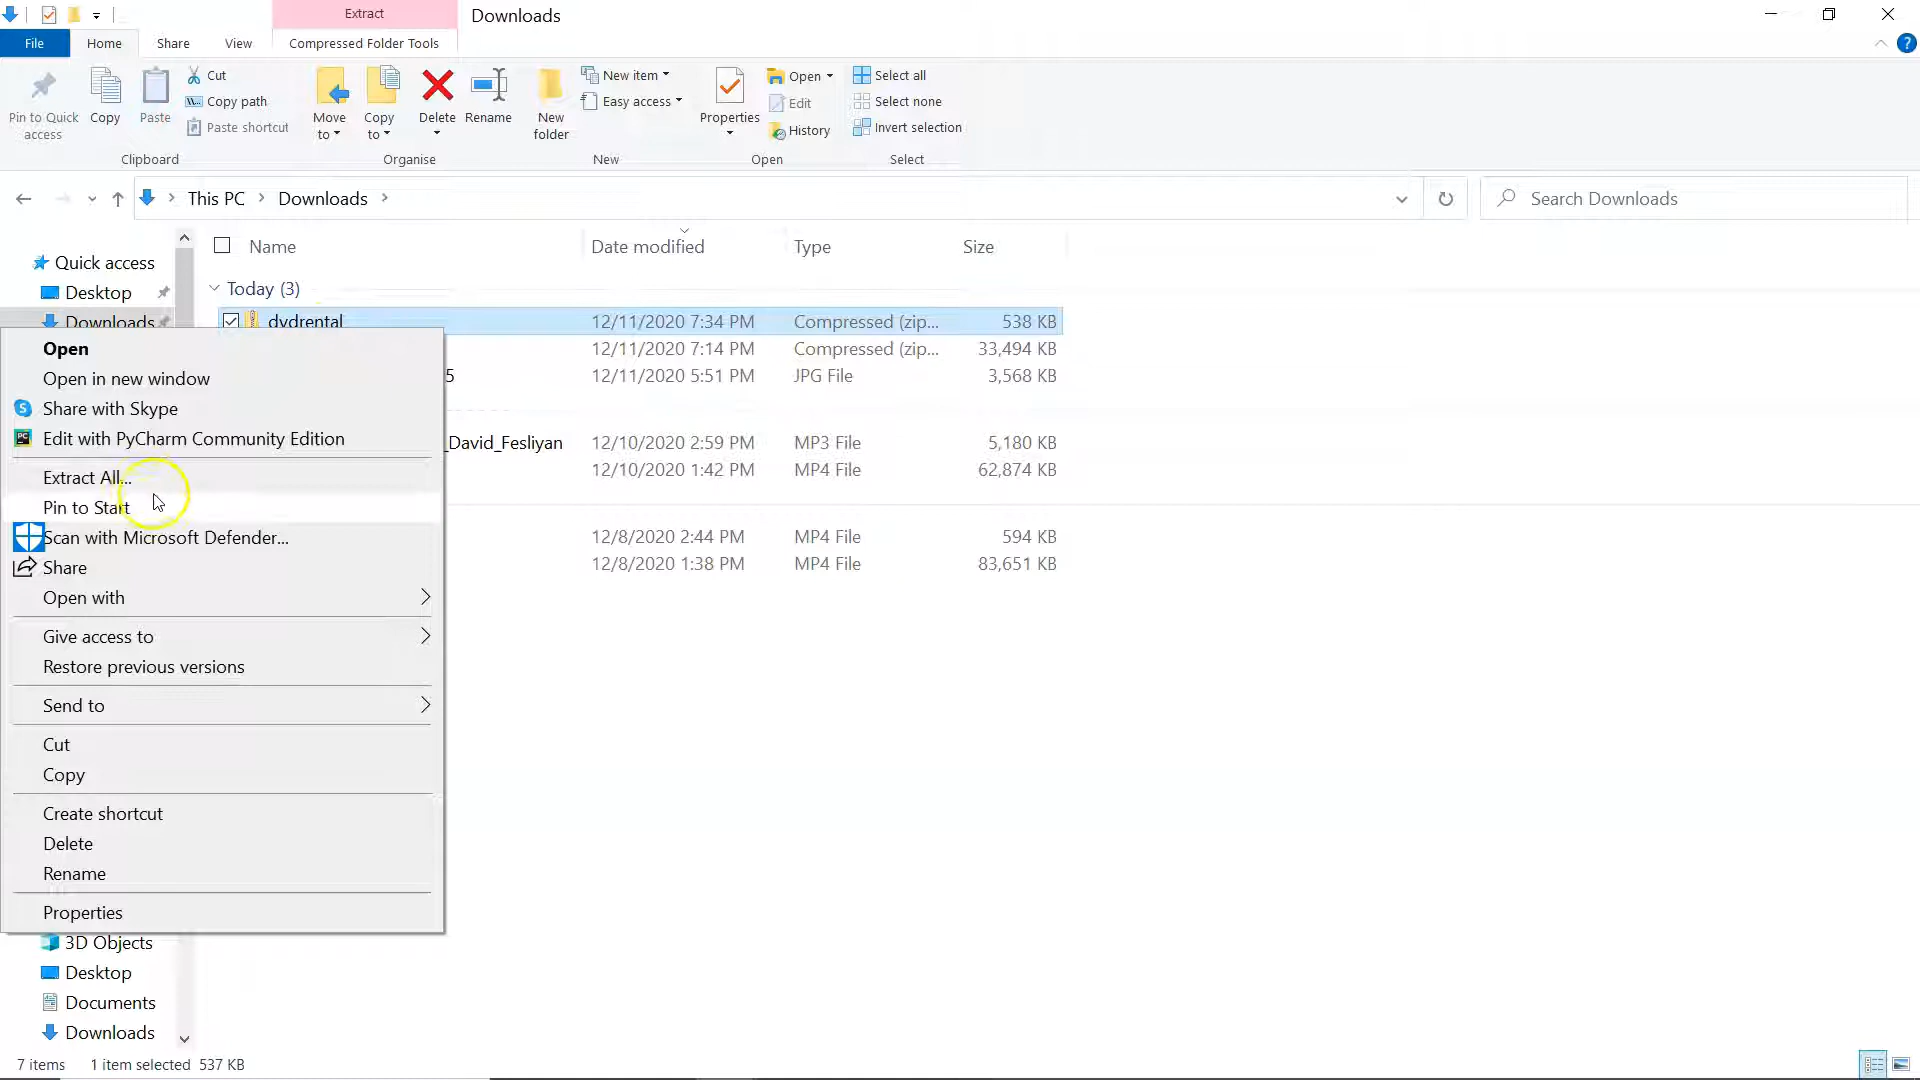 Extract
Downloads
File
Home
Share
View
Compressed Folder Tools
Pin to Quick access
Copy
Paste
Cut
Copy path
Paste shortcut
Clipboard
Move to
Copy to
Delete
Rename
Organise
New folder
New item
Easy access
New
Properties
Open
Edit
History
Open
Select all
Select none
Invert selection
Select
This PC
Downloads
Search Downloads
Quick access
Desktop
Downloads
Name Date modified Type Size
Today (3)
dvdrental 12/11/2020 7:34 PM Compressed (zip... 538 KB
12/11/2020 7:14 PM Compressed (zip... 33,494 KB
5 12/11/2020 5:51 PM JPG File 3,568 KB
_David_Fesliyan 12/10/2020 2:59 PM MP3 File 5,180 KB
12/10/2020 1:42 PM MP4 File 62,874 KB
12/8/2020 2:44 PM MP4 File 594 KB
12/8/2020 1:38 PM MP4 File 83,651 KB
Open
Open in new window
S Share with Skype
PC Edit with PyCharm Community Edition
Extract All...
Pin to Start
Scan with Microsoft Defender...
Share
Open with
Give access to
Restore previous versions
Send to
Cut
Copy
Create shortcut
Delete
Rename
Properties
3D Objects
Desktop
Documents
Downloads
7 items 1 item selected 537 KB